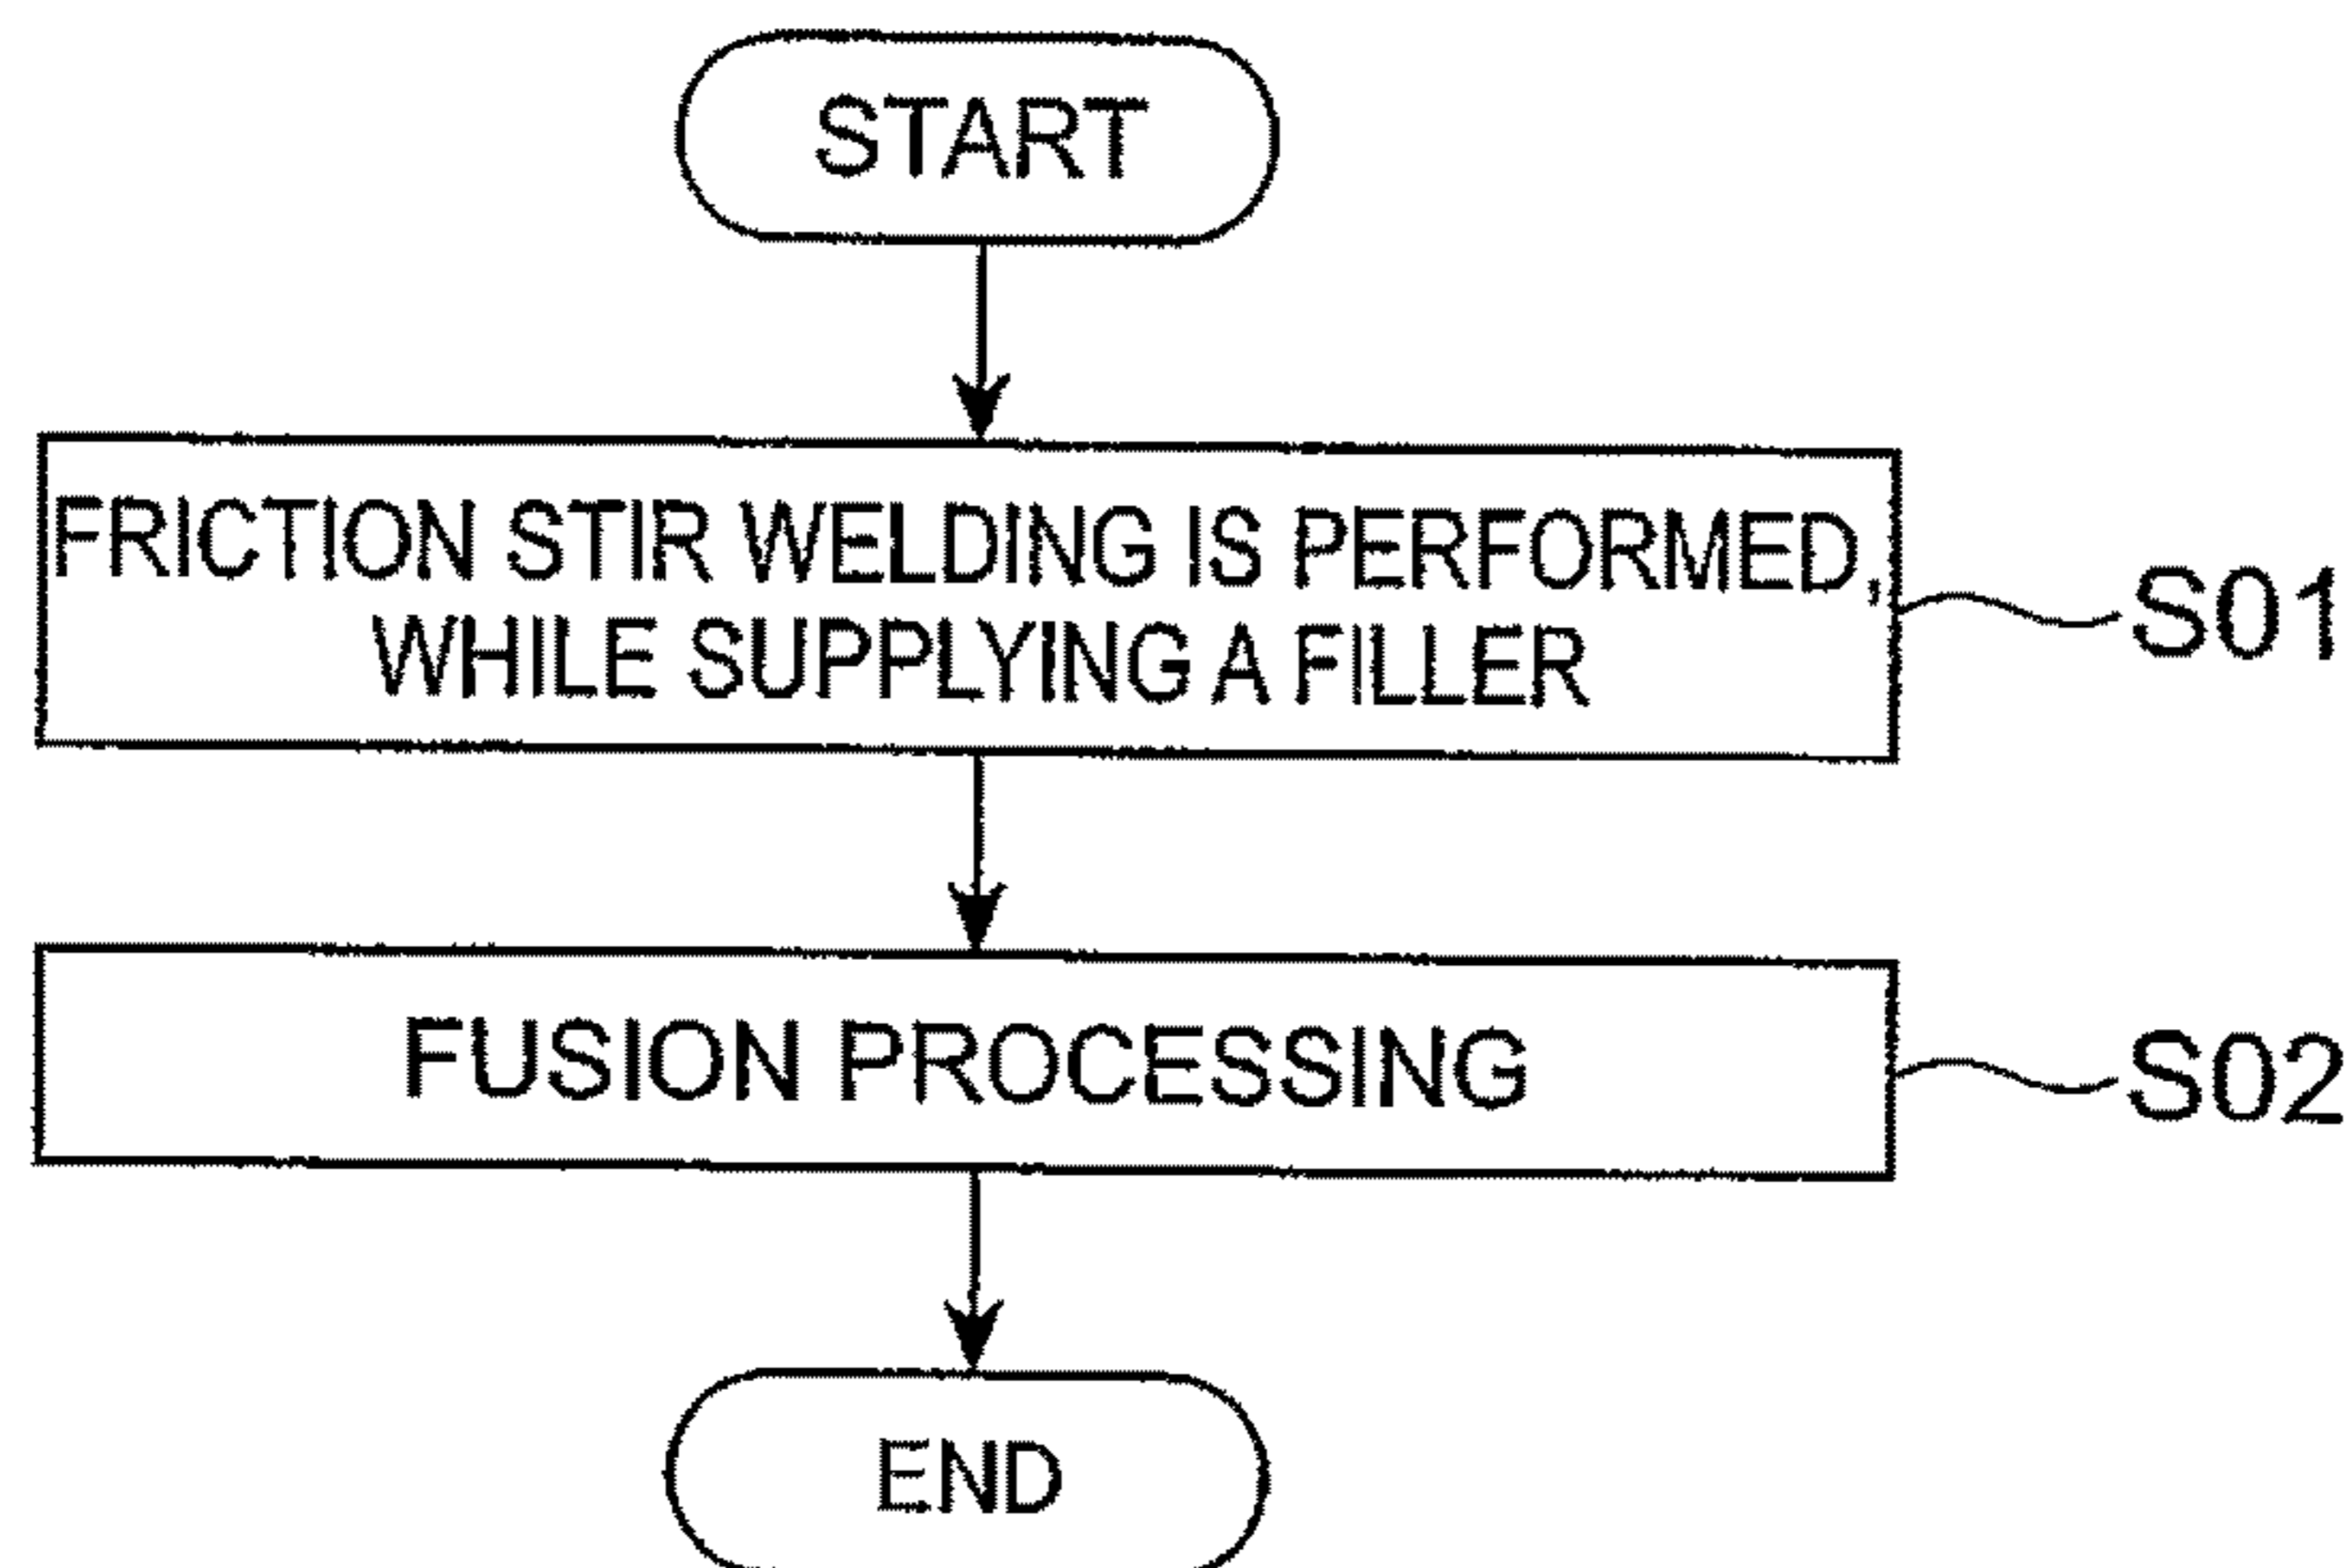 START
FRICTION STIR WELDING IS PERFORMED,
WHILE SUPPLYING A FILLER
S01
FUSION PROCESSING
S02
END